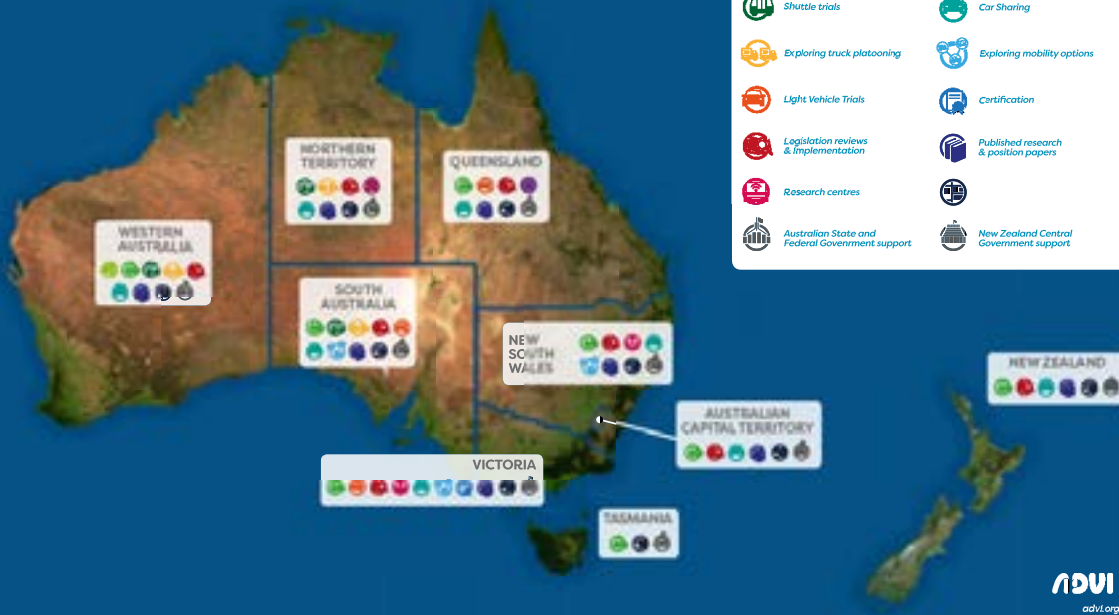 Shuttle trials
Car Sharing
Exploring truck platooning
Exploring mobility options
Light Vehicle Trials
Certification
Legislation reviews
& Implementation
Published research
& position papers
Research centres
Australian State and
Federal Govenrment support
New Zealand Central
Government support
NORTHERN
TERRITORY
QUEENSLAND
WESTERN
AUSTRALIA
SOUTH
AUSTRALIA
NEW
SOUTH
WALES
NEW ZEALAND
AUSTRALIAN
CAPITAL TERRITORY
VICTORIA
TASMANIA
ADVI
advi.org